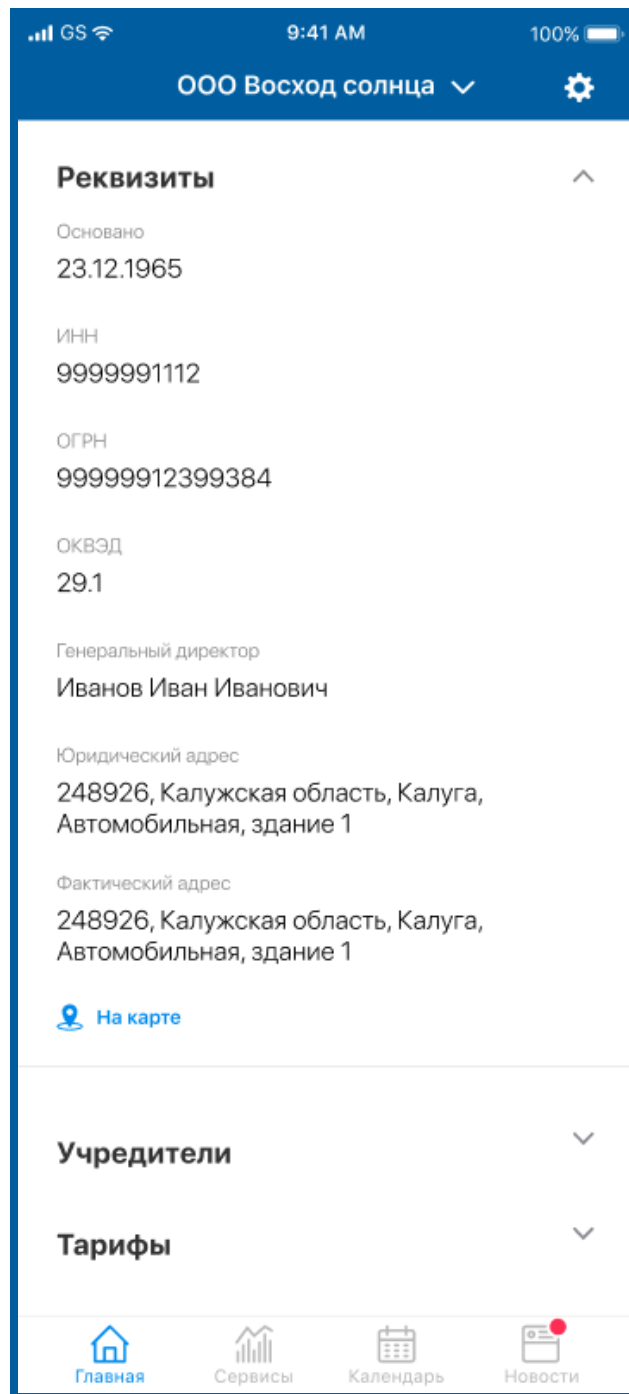 GS
9:41 AM
100%
ООО Восход солнца
Реквизиты
Основано
23.12.1965
ИНН
9999991112
ОГРН
99999912399384
ОКВЭД
29.1
Генеральный директор
Иванов Иван Иванович
Юридический адрес
248926, Калужская область, Калуга,
Автомобильная, здание 1
Фактический адрес
248926, Калужская область, Калуга,
Автомобильная, здание 1
На карте
Учредители
Тарифы
Главная
Сервисы
Календарь
Новости